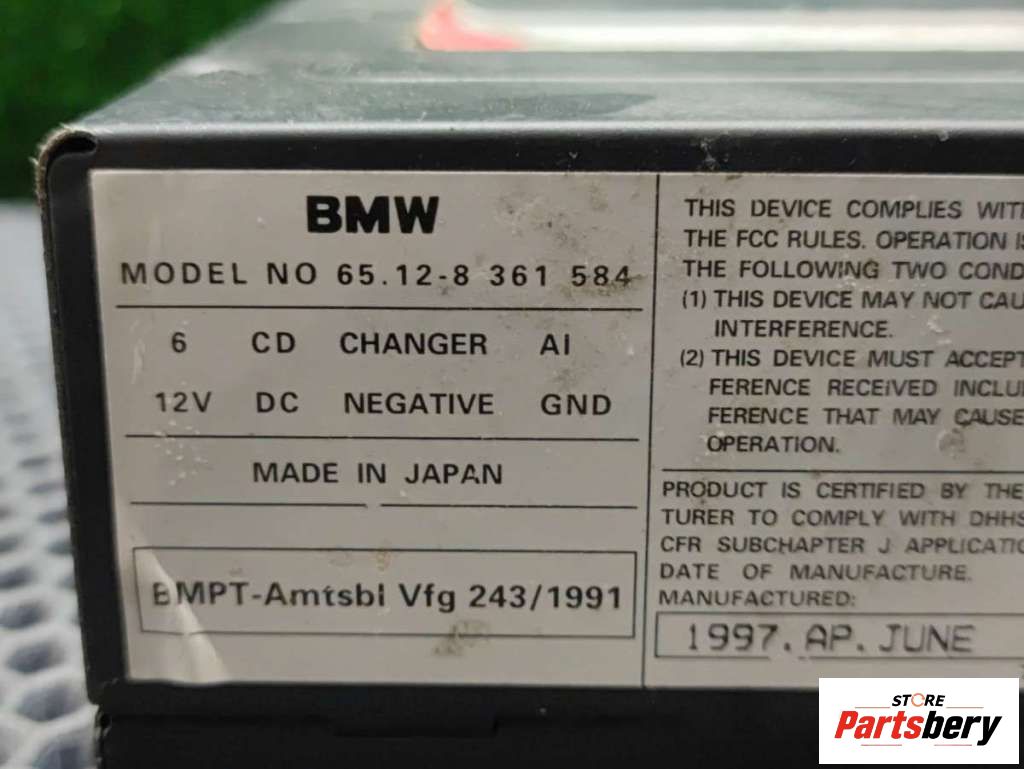 BMW
MODEL NO 65.12-8 361 584
6 CD CHANGER AI
12V DC NEGATIVE GND
MADE IN JAPAN
BMPT-Amtsbl Vfg 243/1991
THIS DEVICE COMPLIES WITH
THE FCC RULES. OPERATION IS
THE FOLLOWING TWO COND
(1) THIS DEVICE MAY NOT CAU
INTERFERENCE.
(2) THIS DEVICE MUST ACCEPT
FERENCE RECEIVED INCLU
FERENCE THAT MAY CAUSE
OPERATION.
PRODUCT IS CERTIFIED BY THE
TURER TO COMPLY WITH DHHS
CFR SUBCHAPTER J APPLICATIO
DATE OF MANUFACTURE.
MANUFACTURED:
1997.AP.JUNE
STORE
Partsbery